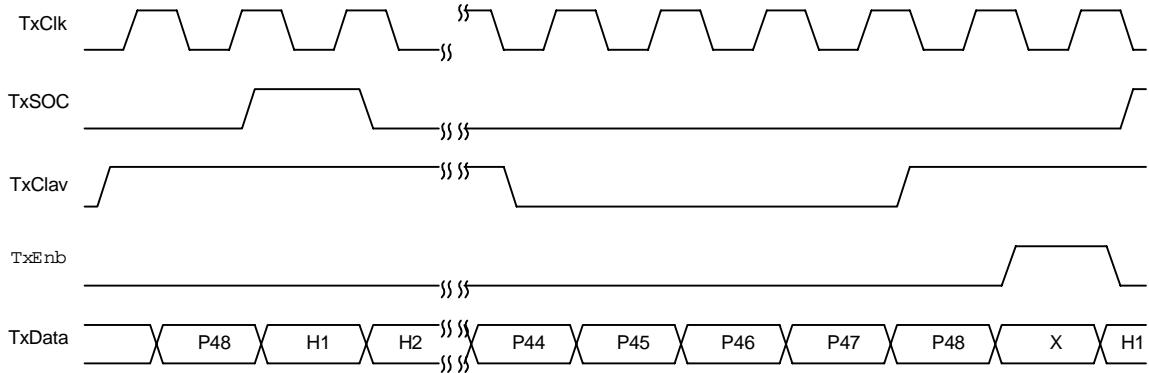 TxClk
TxSOC
TxClav
TxEnb
TxData P48 H1 H2 P44 P45 P46 P47 P48 X H1